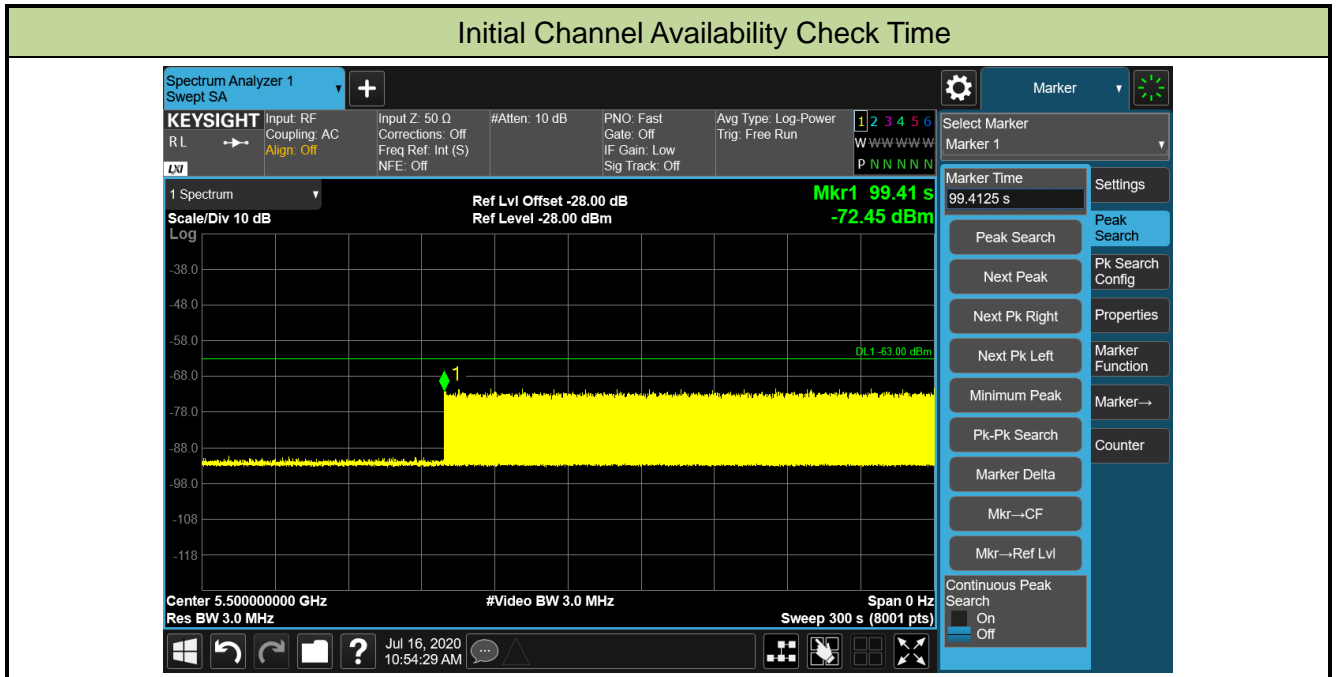 Initial Channel Availability Check Time
Spectrum Analyzer 1
Swept SA
Marker
KEYSIGHT
R L
LXI
Input: RF
Coupling: AC
Align: Off
Input Z: 50 Ω
Corrections: Off
Freq Ref: Int (S)
NFE: Off
#Atten: 10 dB
PNO: Fast
Gate: Off
IF Gain: Low
Sig Track: Off
Avg Type: Log-Power
Trig: Free Run
1 2 3 4 5 6
W W W W W W
P N N N N N
Select Marker
Marker 1
1 Spectrum
Scale/Div 10 dB
Log
Ref Lvl Offset -28.00 dB
Ref Level -28.00 dBm
Mkr1 99.41 s
-72.45 dBm
-38.0
-48.0
-58.0
-68.0
-78.0
-88.0
-98.0
-108
-118
DL1 -63.00 dBm
1
Center 5.500000000 GHz
Res BW 3.0 MHz
#Video BW 3.0 MHz
Span 0 Hz
Sweep 300 s (8001 pts)
Marker Time
99.4125 s
Peak Search
Next Peak
Next Pk Right
Next Pk Left
Minimum Peak
Pk-Pk Search
Marker Delta
Mkr→CF
Mkr→Ref Lvl
Continuous Peak
Search
On
Off
Settings
Peak
Search
Pk Search
Config
Properties
Marker
Function
Marker→
Counter
?
Jul 16, 2020
10:54:29 AM